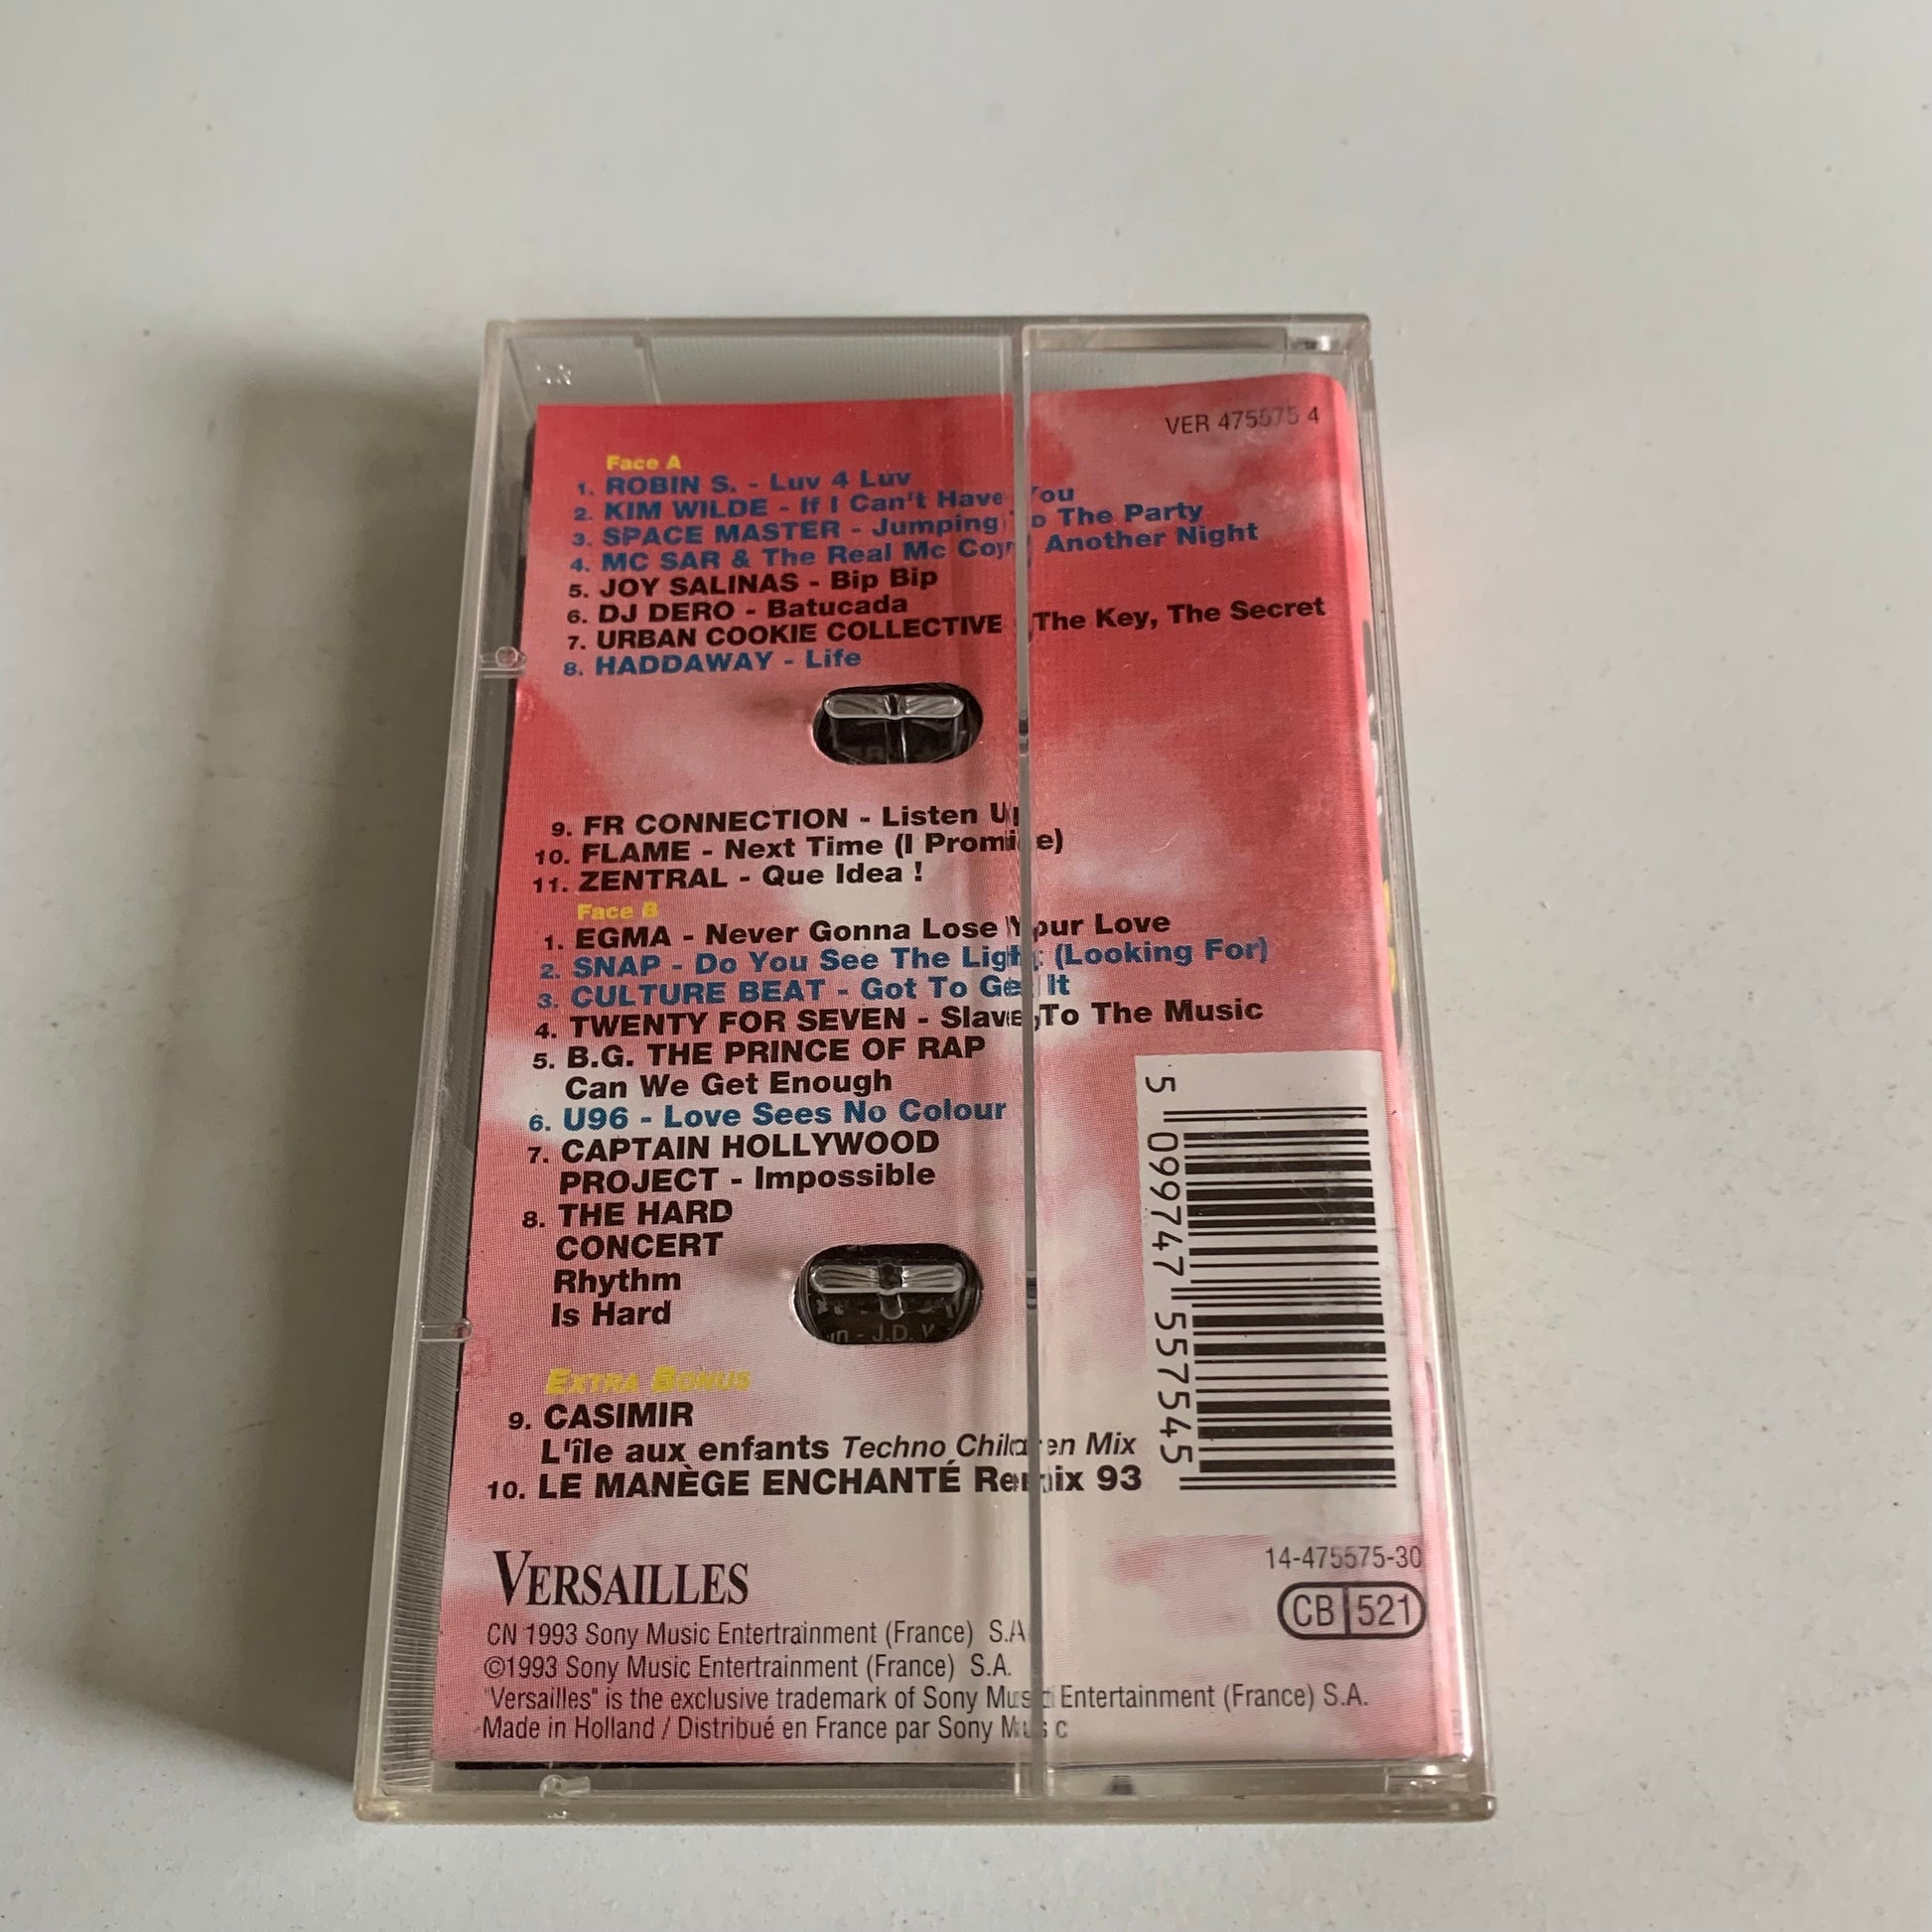 VER 475575 4
Face A
1. ROBIN S. - Luv 4 Luv
2. KIM WILDE - If I Can't Have You
3. SPACE MASTER - Jumping To The Party
4. MC SAR & The Real Mc Coy - Another Night
5. JOY SALINAS - Bip Bip
6. DJ DERO - Batucada
7. URBAN COOKIE COLLECTIVE - The Key, The Secret
8. HADDAWAY - Life
9. FR CONNECTION - Listen Up
10. FLAME - Next Time (I Promise)
11. ZENTRAL - Que Idea !
Face B
1. EGMA - Never Gonna Lose Your Love
2. SNAP - Do You See The Light (Looking For)
3. CULTURE BEAT - Got To Get It
4. TWENTY FOR SEVEN - Slave To The Music
5. B.G. THE PRINCE OF RAP
Can We Get Enough
6. U96 - Love Sees No Colour
7. CAPTAIN HOLLYWOOD
PROJECT - Impossible
8. THE HARD
CONCERT
Rhythm
Is Hard
- J.D.
EXTRA BONUS
9. CASIMIR
L'île aux enfants Techno Children Mix
10. LE MANÈGE ENCHANTÉ Remix 93
5 099747 557545
VERSAILLES
14-475575-30
CB 521
CN 1993 Sony Music Entertrainment (France) S.A
©1993 Sony Music Entertrainment (France) S.A.
"Versailles" is the exclusive trademark of Sony Music Entertainment (France) S.A.
Made in Holland / Distribué en France par Sony Music